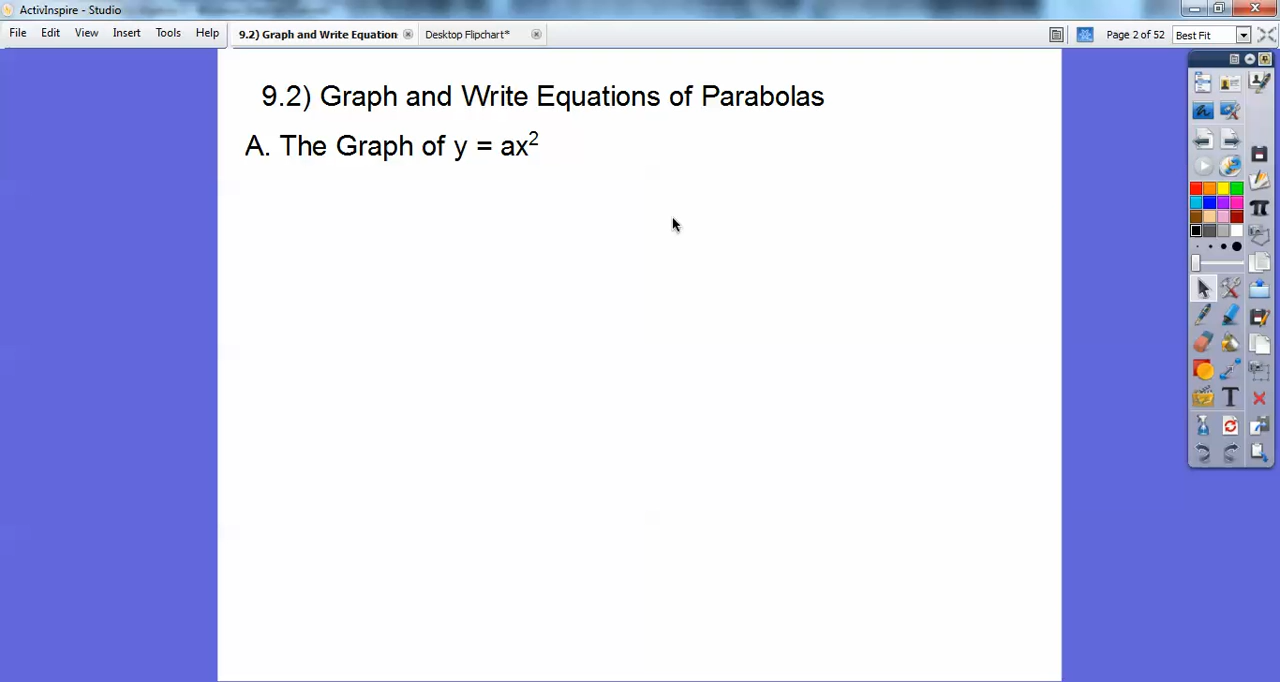 ActivInspire - Studio
File Edit View Insert Tools Help
9.2) Graph and Write Equation
Desktop Flipchart*
Page 2 of 52
Best Fit
9.2) Graph and Write Equations of Parabolas
A. The Graph of y = ax²